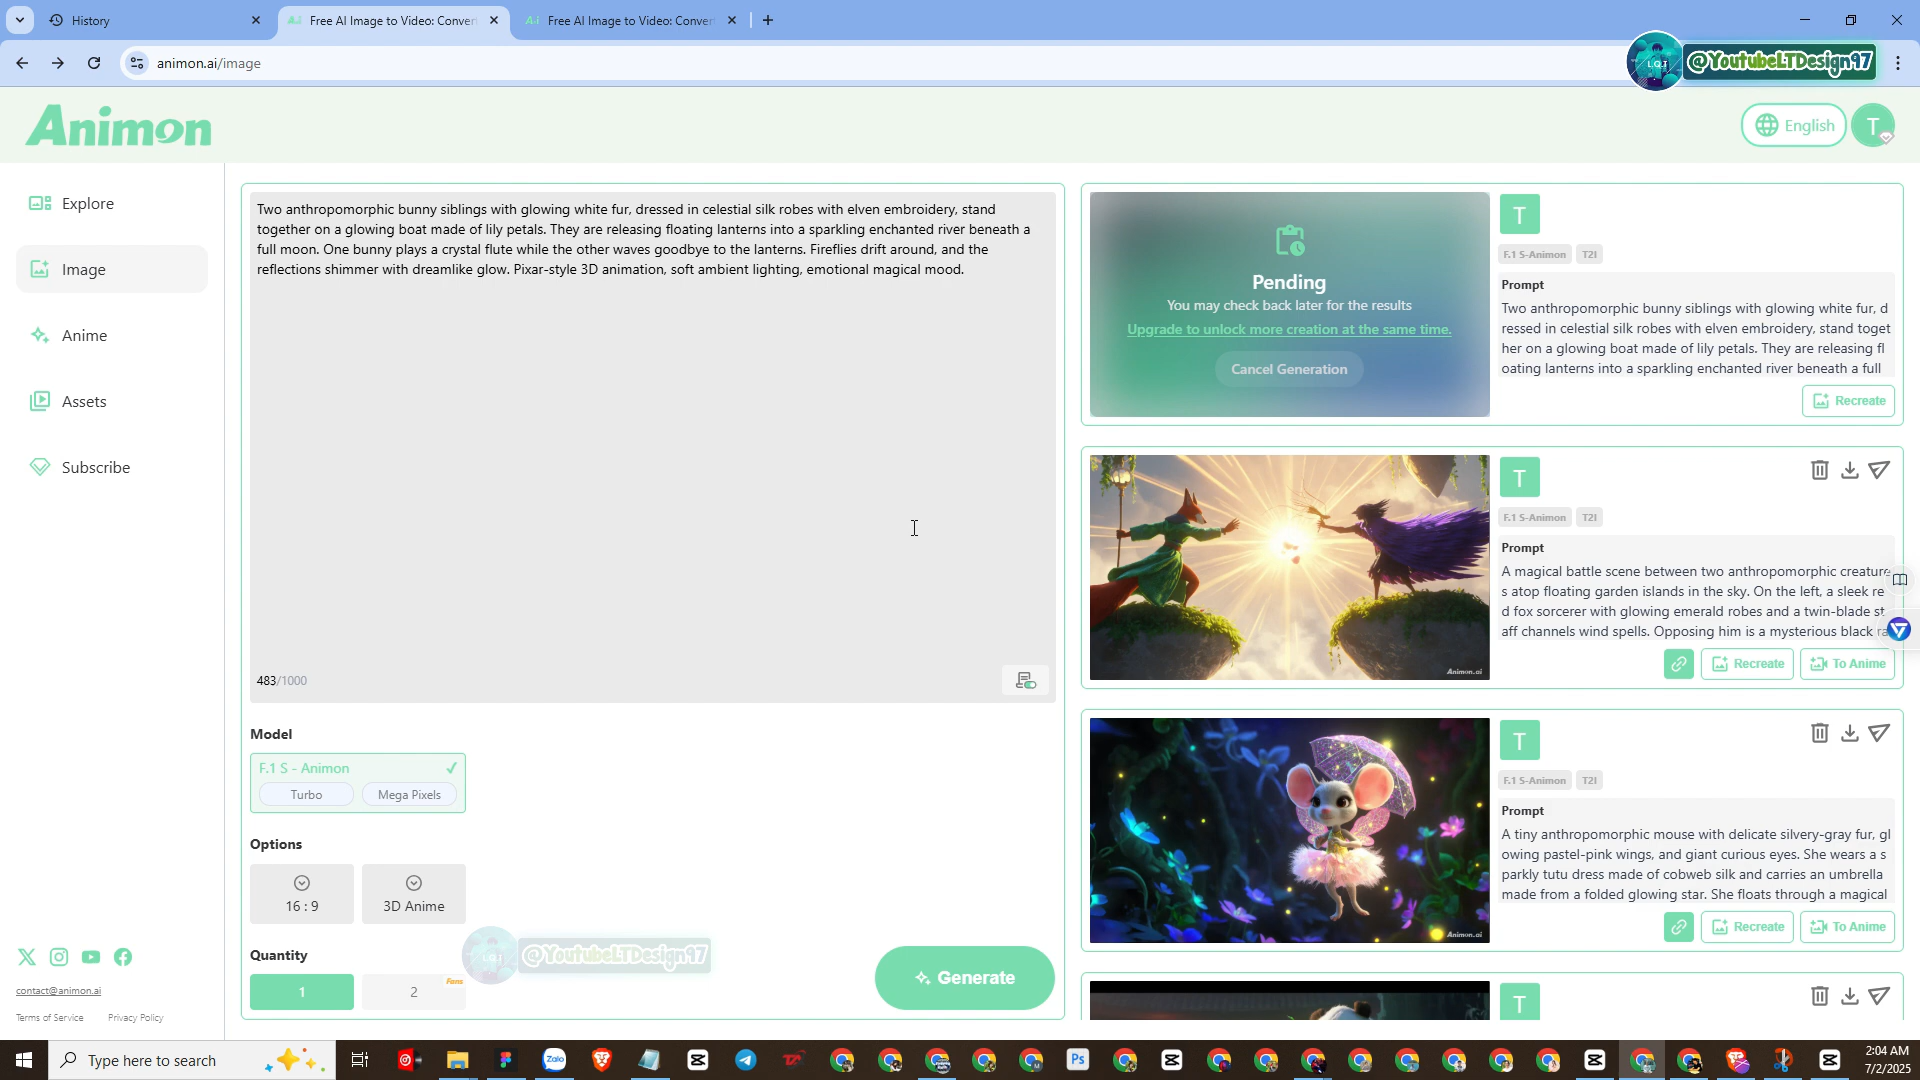 History
Free AI Image to Video: Conver
Free AI Image to Video: Conver
animon.ai/image
L.Q.T
@YoutubeLTDesign97
Animon
English
T
Explore
Image
Anime
Assets
Subscribe
contact@animon.ai
Terms of Service
Privacy Policy
Two anthropomorphic bunny siblings with glowing white fur, dressed in celestial silk robes with elven embroidery, stand
together on a glowing boat made of lily petals. They are releasing floating lanterns into a sparkling enchanted river beneath a
full moon. One bunny plays a crystal flute while the other waves goodbye to the lanterns. Fireflies drift around, and the
reflections shimmer with dreamlike glow. Pixar-style 3D animation, soft ambient lighting, emotional magical mood.
483/1000
Model
F.1 S - Animon
Turbo
Mega Pixels
Options
16 : 9
3D Anime
Quantity
1
2
Fans
@YoutubeLTDesign97
Generate
Pending
You may check back later for the results
Upgrade to unlock more creation at the same time.
Cancel Generation
T
F.1 S-Animon
T2I
Prompt
Two anthropomorphic bunny siblings with glowing white fur, d
ressed in celestial silk robes with elven embroidery, stand toget
her on a glowing boat made of lily petals. They are releasing fl
oating lanterns into a sparkling enchanted river beneath a full
Recreate
Animon.ai
T
F.1 S-Animon
T2I
Prompt
A magical battle scene between two anthropomorphic creature
s atop floating garden islands in the sky. On the left, a sleek re
d fox sorcerer with glowing emerald robes and a twin-blade st
aff channels wind spells. Opposing him is a mysterious black ra
Recreate
To Anime
Animon.ai
T
F.1 S-Animon
T2I
Prompt
A tiny anthropomorphic mouse with delicate silvery-gray fur, gl
owing pastel-pink wings, and giant curious eyes. She wears a s
parkly tutu dress made of cobweb silk and carries an umbrella
made from a folded glowing star. She floats through a magical
Recreate
To Anime
T
Type here to search
Zalo
Ps
2:04 AM
7/2/2025